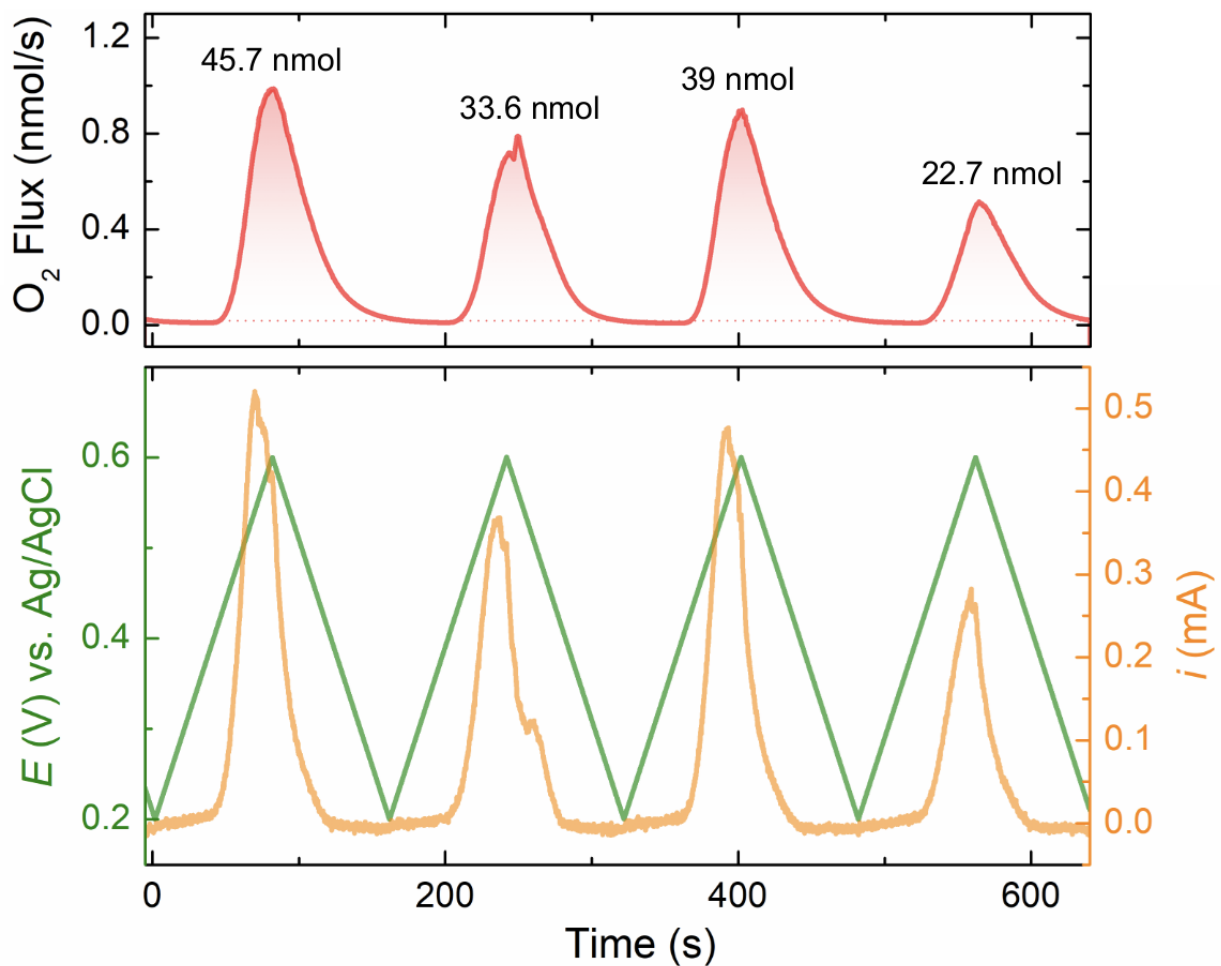 O₂ Flux (nmol/s)
1.2
0.8
0.4
0.0
45.7 nmol
33.6 nmol
39 nmol
22.7 nmol
E (V) vs. Ag/AgCl
0.6
0.4
0.2
0.5
0.4
0.3
0.2
0.1
0.0
i (mA)
0
200
400
600
Time (s)